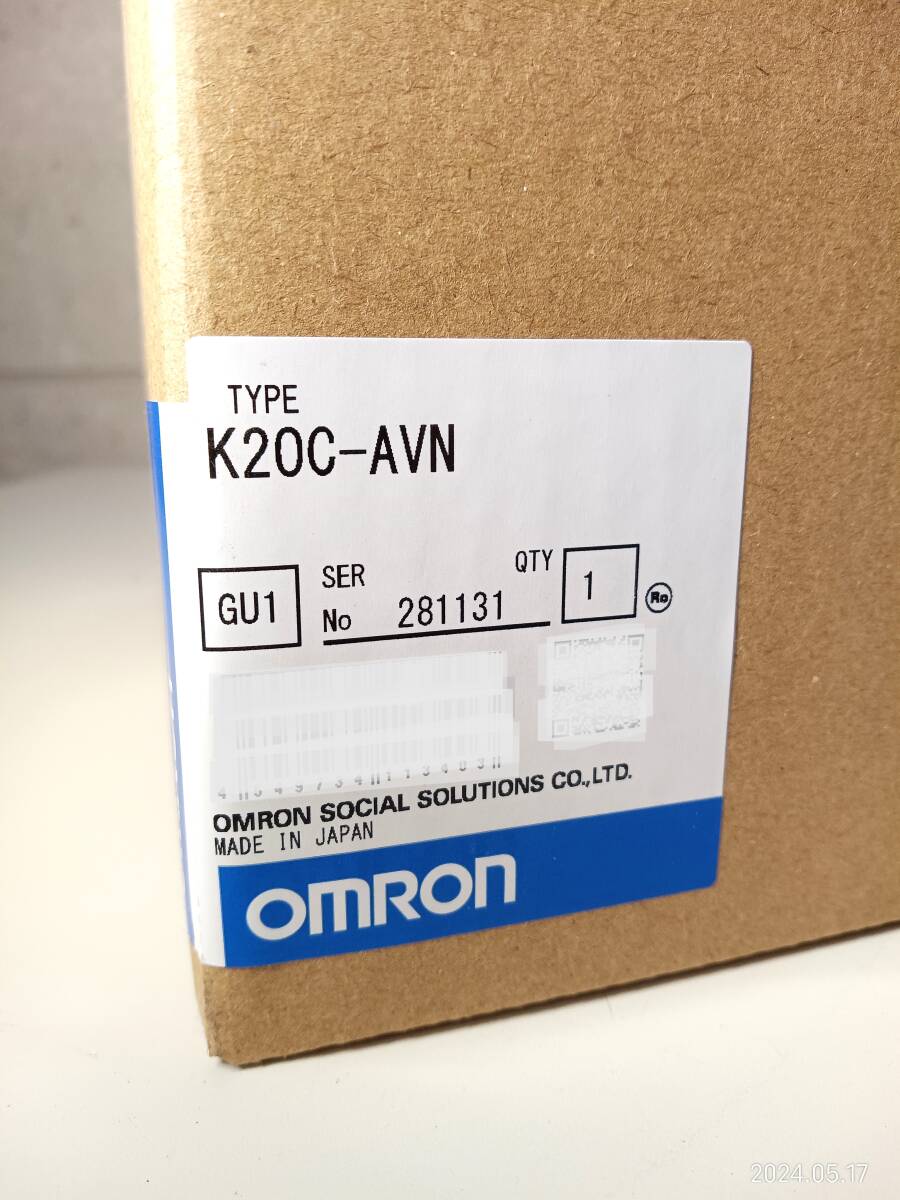 TYPE
K20C-AVN
GU1
SER
No 281131
QTY
1
OMRON SOCIAL SOLUTIONS CO.,LTD.
MADE IN JAPAN
OMRON
2024.05.17